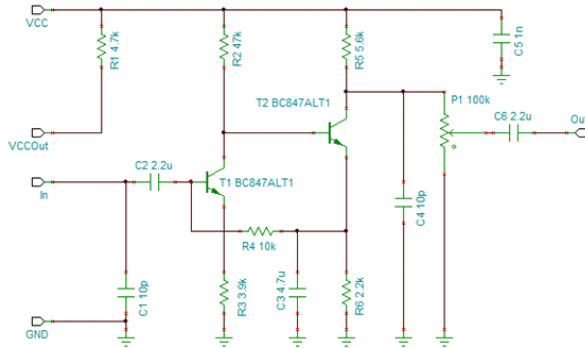 VCC
R1 4.7k
R2 47k
R5 5.6k
C5 1n
T2 BC847ALT1
P1 100k
C6 2.2u
Out
VCCOut
C2 2.2u
T1 BC847ALT1
In
R4 10k
C4 10p
C1 10p
R3 3.9k
C3 4.7u
R6 2.2k
GND